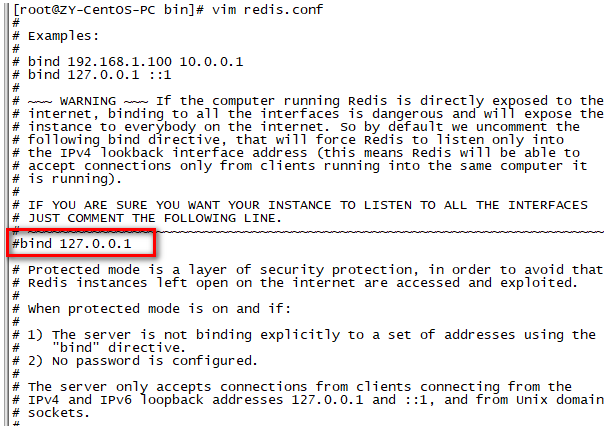 [root@ZY-CentOS-PC bin]# vim redis.conf
#
# Examples:
#
# bind 192.168.1.100 10.0.0.1
# bind 127.0.0.1 ::1
#
# ~~~ WARNING ~~~ If the computer running Redis is directly exposed to the
# internet, binding to all the interfaces is dangerous and will expose the
# instance to everybody on the internet. So by default we uncomment the
# following bind directive, that will force Redis to listen only into
# the IPv4 lookback interface address (this means Redis will be able to
# accept connections only from clients running into the same computer it
# is running).
#
# IF YOU ARE SURE YOU WANT YOUR INSTANCE TO LISTEN TO ALL THE INTERFACES
# JUST COMMENT THE FOLLOWING LINE.
# ~~~~~~~~~~~~~~~~~~~~~~~~~~~~~~~~~~~~~~~~~~~~~~~~~~~~~~~~~~~~~~~~~~~~~~~~
#bind 127.0.0.1
# Protected mode is a layer of security protection, in order to avoid that
# Redis instances left open on the internet are accessed and exploited.
#
# When protected mode is on and if:
#
# 1) The server is not binding explicitly to a set of addresses using the
#    "bind" directive.
# 2) No password is configured.
#
# The server only accepts connections from clients connecting from the
# IPv4 and IPv6 loopback addresses 127.0.0.1 and ::1, and from Unix domain
# sockets.
#